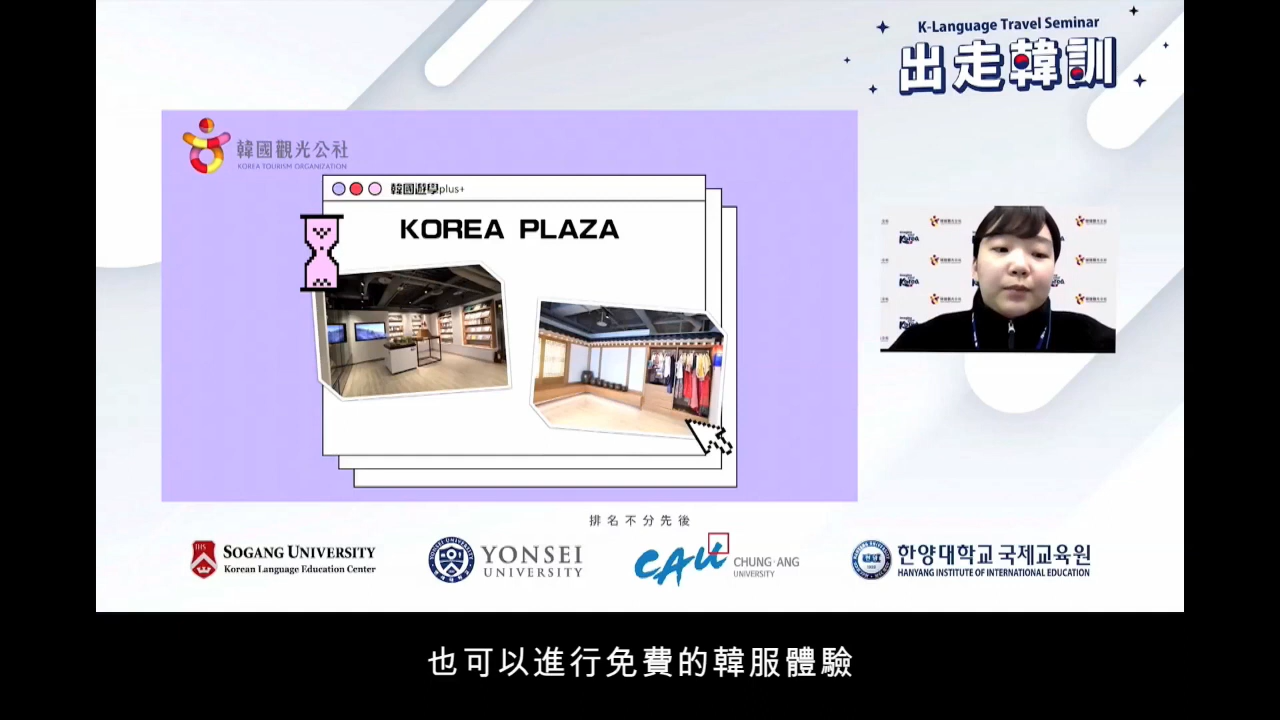 K-Language Travel Seminar
出走韓訓
韓國觀光公社
KOREA TOURISM ORGANIZATION
韓國遊學plus+
KOREA PLAZA
排名不分先後
IHS
SOGANG UNIVERSITY
Korean Language Education Center
YONSEI
UNIVERSITY
CAU
CHUNG-ANG
UNIVERSITY
한양대학교 국제교육원
HANYANG INSTITUTE OF INTERNATIONAL EDUCATION
也可以進行免費的韓服體驗